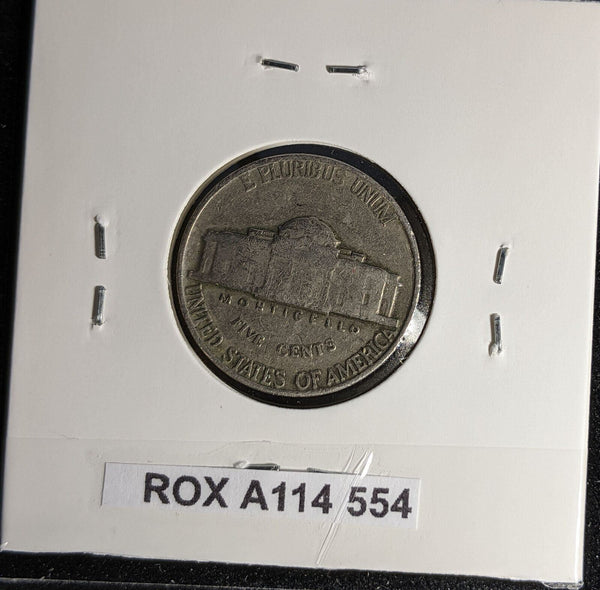 E PLURIBUS UNUM
MONTICELLO
FIVE CENTS
UNITED STATES OF AMERICA
ROX A114 554